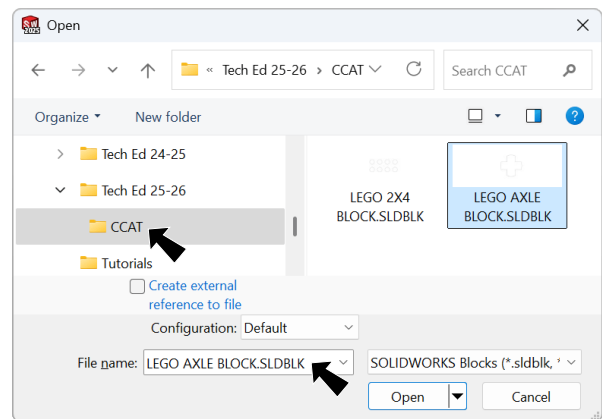 SW
2025
Open
« Tech Ed 25-26 › CCAT
Search CCAT
Organize
New folder
?
Tech Ed 24-25
Tech Ed 25-26
CCAT
Tutorials
LEGO 2X4
BLOCK.SLDBLK
LEGO AXLE
BLOCK.SLDBLK
Create external
reference to file
Configuration: Default
File name: LEGO AXLE BLOCK.SLDBLK
SOLIDWORKS Blocks (*.sldblk, *
Open
Cancel